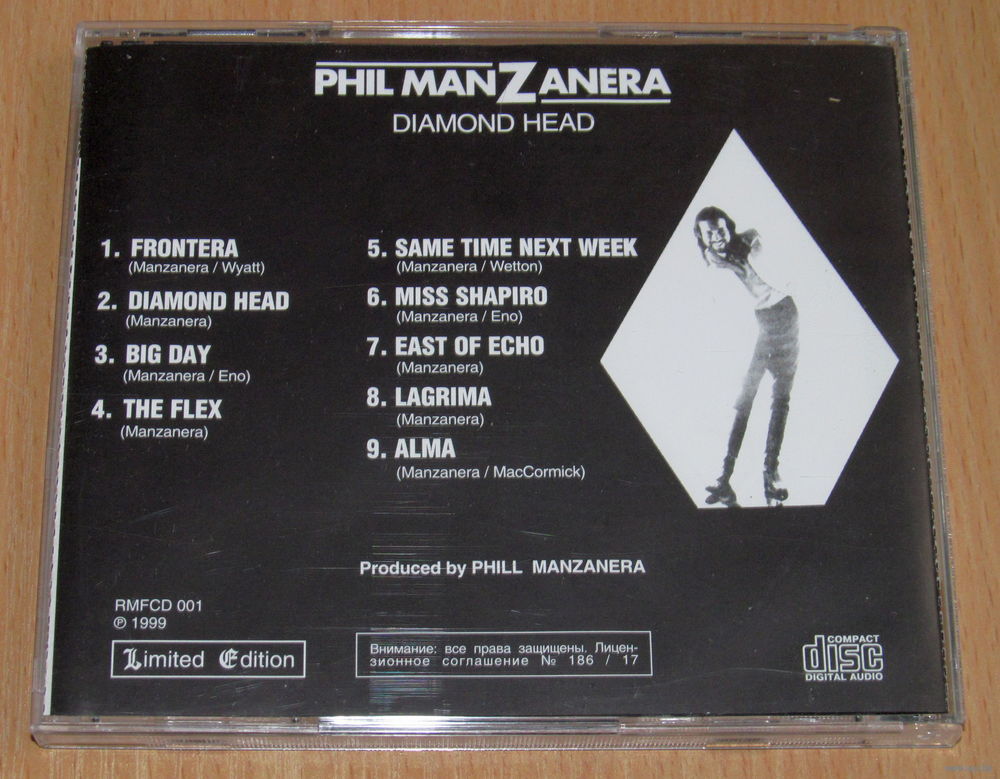 PHIL MANZANERA
DIAMOND HEAD
1. FRONTERA
(Manzanera / Wyatt)
2. DIAMOND HEAD
(Manzanera)
3. BIG DAY
(Manzanera / Eno)
4. THE FLEX
(Manzanera)
5. SAME TIME NEXT WEEK
(Manzanera / Wetton)
6. MISS SHAPIRO
(Manzanera / Eno)
7. EAST OF ECHO
(Manzanera)
8. LAGRIMA
(Manzanera)
9. ALMA
(Manzanera / MacCormick)
Produced by PHILL MANZANERA
RMFCD 001
℗ 1999
Limited Edition
Внимание: все права защищены. Лицен-
зионное соглашение № 186 / 17
COMPACT
disc
DIGITAL AUDIO